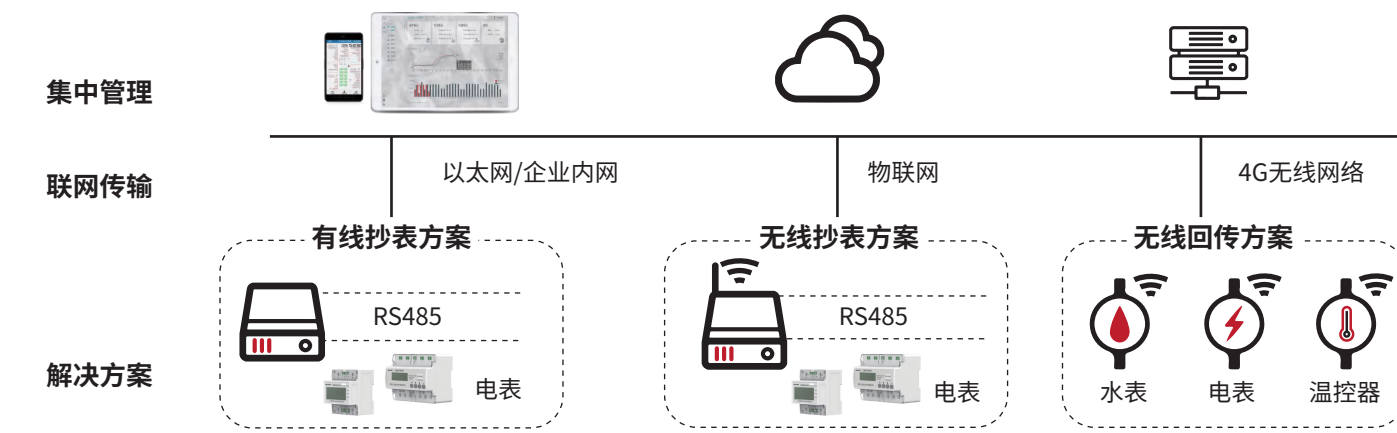 集中管理
联网传输
以太网/企业内网
物联网
4G无线网络
有线抄表方案
无线抄表方案
无线回传方案
RS485
RS485
解决方案
电表
电表
水表
电表
温控器